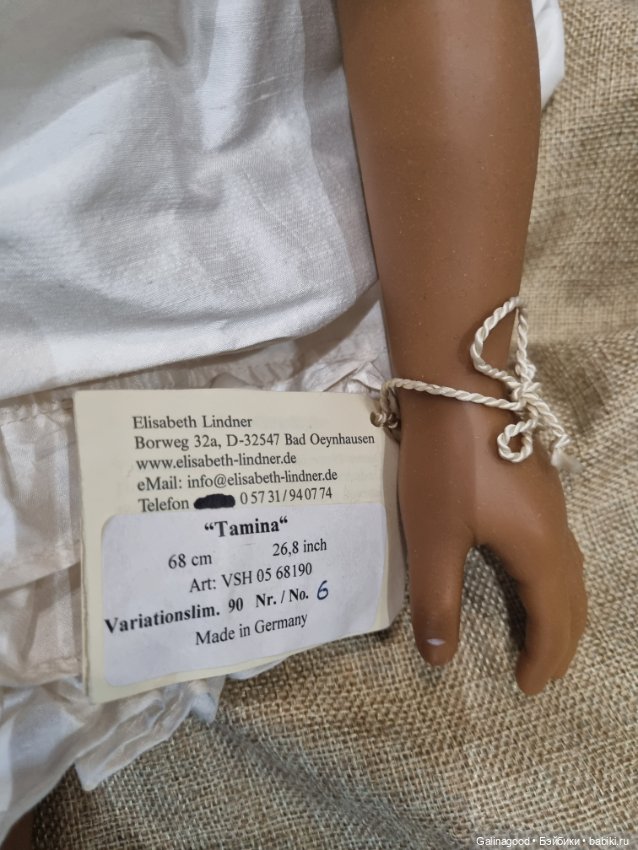 Elisabeth Lindner
Borweg 32a, D-32547 Bad Oeynhausen
www.elisabeth-lindner.de
eMail: info@elisabeth-lindner.de
Telefon 0 57 31 / 94 07 74
“Tamina“
68 cm 26,8 inch
Art: VSH 05 68190
Variationslim. 90 Nr. / No. 6
Made in Germany
Galinagood • Бэйбики • babiki.ru